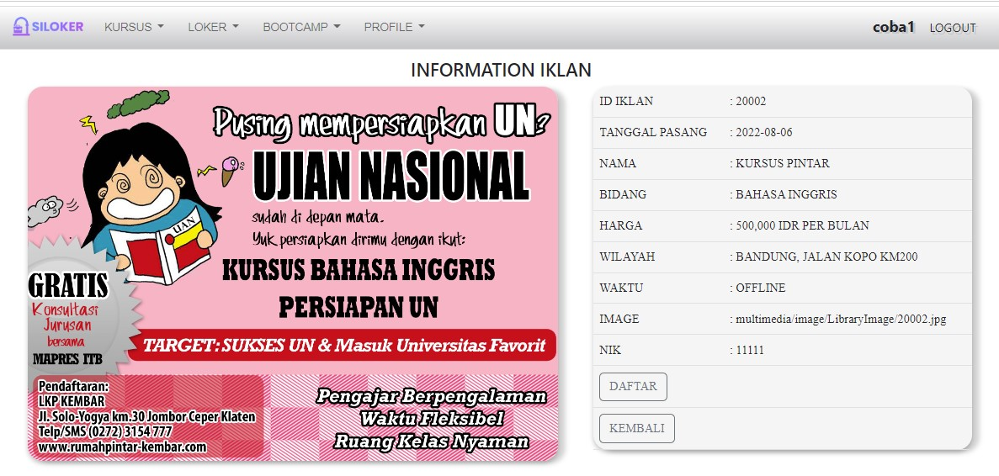 SILOKER
KURSUS
LOKER
BOOTCAMP
PROFILE
coba1
LOGOUT
INFORMATION IKLAN
Pusing mempersiapkan UN?
UJIAN NASIONAL
sudah di depan mata.
Yuk persiapkan dirimu dengan ikut:
KURSUS BAHASA INGGRIS
PERSIAPAN UN
UAN
GRATIS
Konsultasi
Jurusan
bersama
MAPRES ITB
TARGET: SUKSES UN & Masuk Universitas Favorit
Pendaftaran:
LKP KEMBAR
Jl. Solo-Yogya km.30 Jombor Ceper Klaten
Telp/SMS (0272) 3154 777
www.rumahpintar-kembar.com
Pengajar Berpengalaman
Waktu Fleksibel
Ruang Kelas Nyaman
ID IKLAN : 20002
TANGGAL PASANG : 2022-08-06
NAMA : KURSUS PINTAR
BIDANG : BAHASA INGGRIS
HARGA : 500,000 IDR PER BULAN
WILAYAH : BANDUNG, JALAN KOPO KM200
WAKTU : OFFLINE
IMAGE : multimedia/image/LibraryImage/20002.jpg
NIK : 11111
DAFTAR
KEMBALI